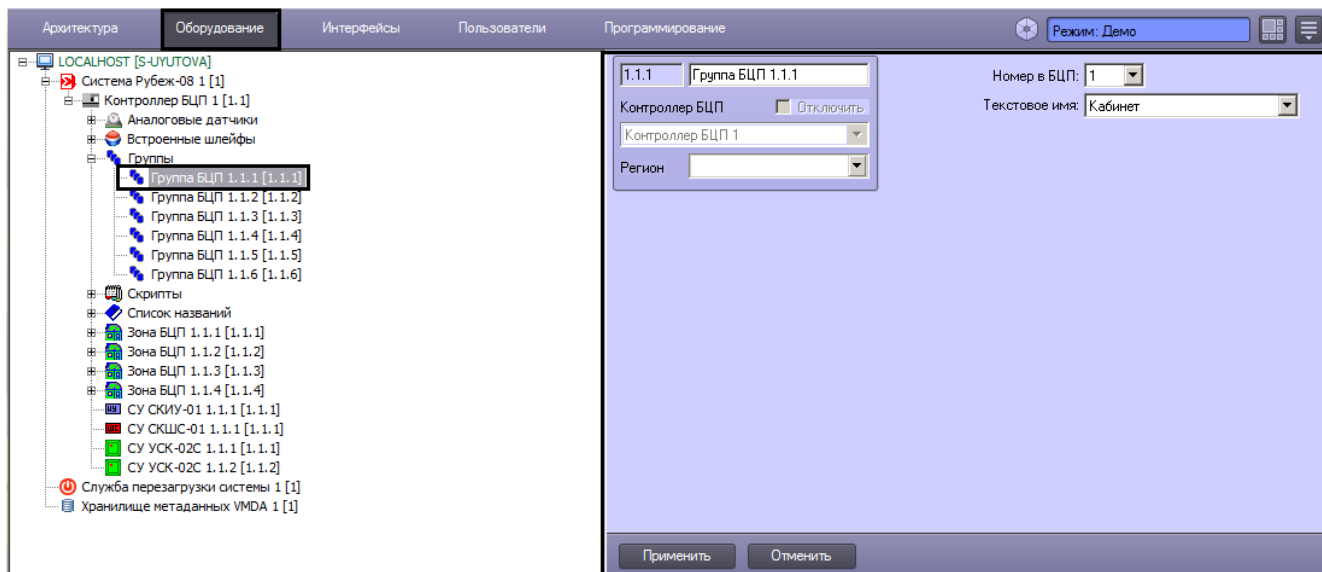 Архитектура Оборудование Интерфейсы Пользователи Программирование Режим: Демо
LOCALHOST [S-UYUTOVA]
Система Рубеж-08 1 [1]
Контроллер БЦП 1 [1.1]
Аналоговые датчики
Встроенные шлейфы
Группы
Группа БЦП 1.1.1 [1.1.1]
Группа БЦП 1.1.2 [1.1.2]
Группа БЦП 1.1.3 [1.1.3]
Группа БЦП 1.1.4 [1.1.4]
Группа БЦП 1.1.5 [1.1.5]
Группа БЦП 1.1.6 [1.1.6]
Скрипты
Список названий
Зона БЦП 1.1.1 [1.1.1]
Зона БЦП 1.1.2 [1.1.2]
Зона БЦП 1.1.3 [1.1.3]
Зона БЦП 1.1.4 [1.1.4]
СУ СКИУ-01 1.1.1 [1.1.1]
СУ СКШС-01 1.1.1 [1.1.1]
СУ УСК-02С 1.1.1 [1.1.1]
СУ УСК-02С 1.1.2 [1.1.2]
Служба перезагрузки системы 1 [1]
Хранилище метаданных VMDA 1 [1]
1.1.1 Группа БЦП 1.1.1
Контроллер БЦП Отключить
Контроллер БЦП 1
Регион
Номер в БЦП: 1
Текстовое имя: Кабинет
Применить Отменить